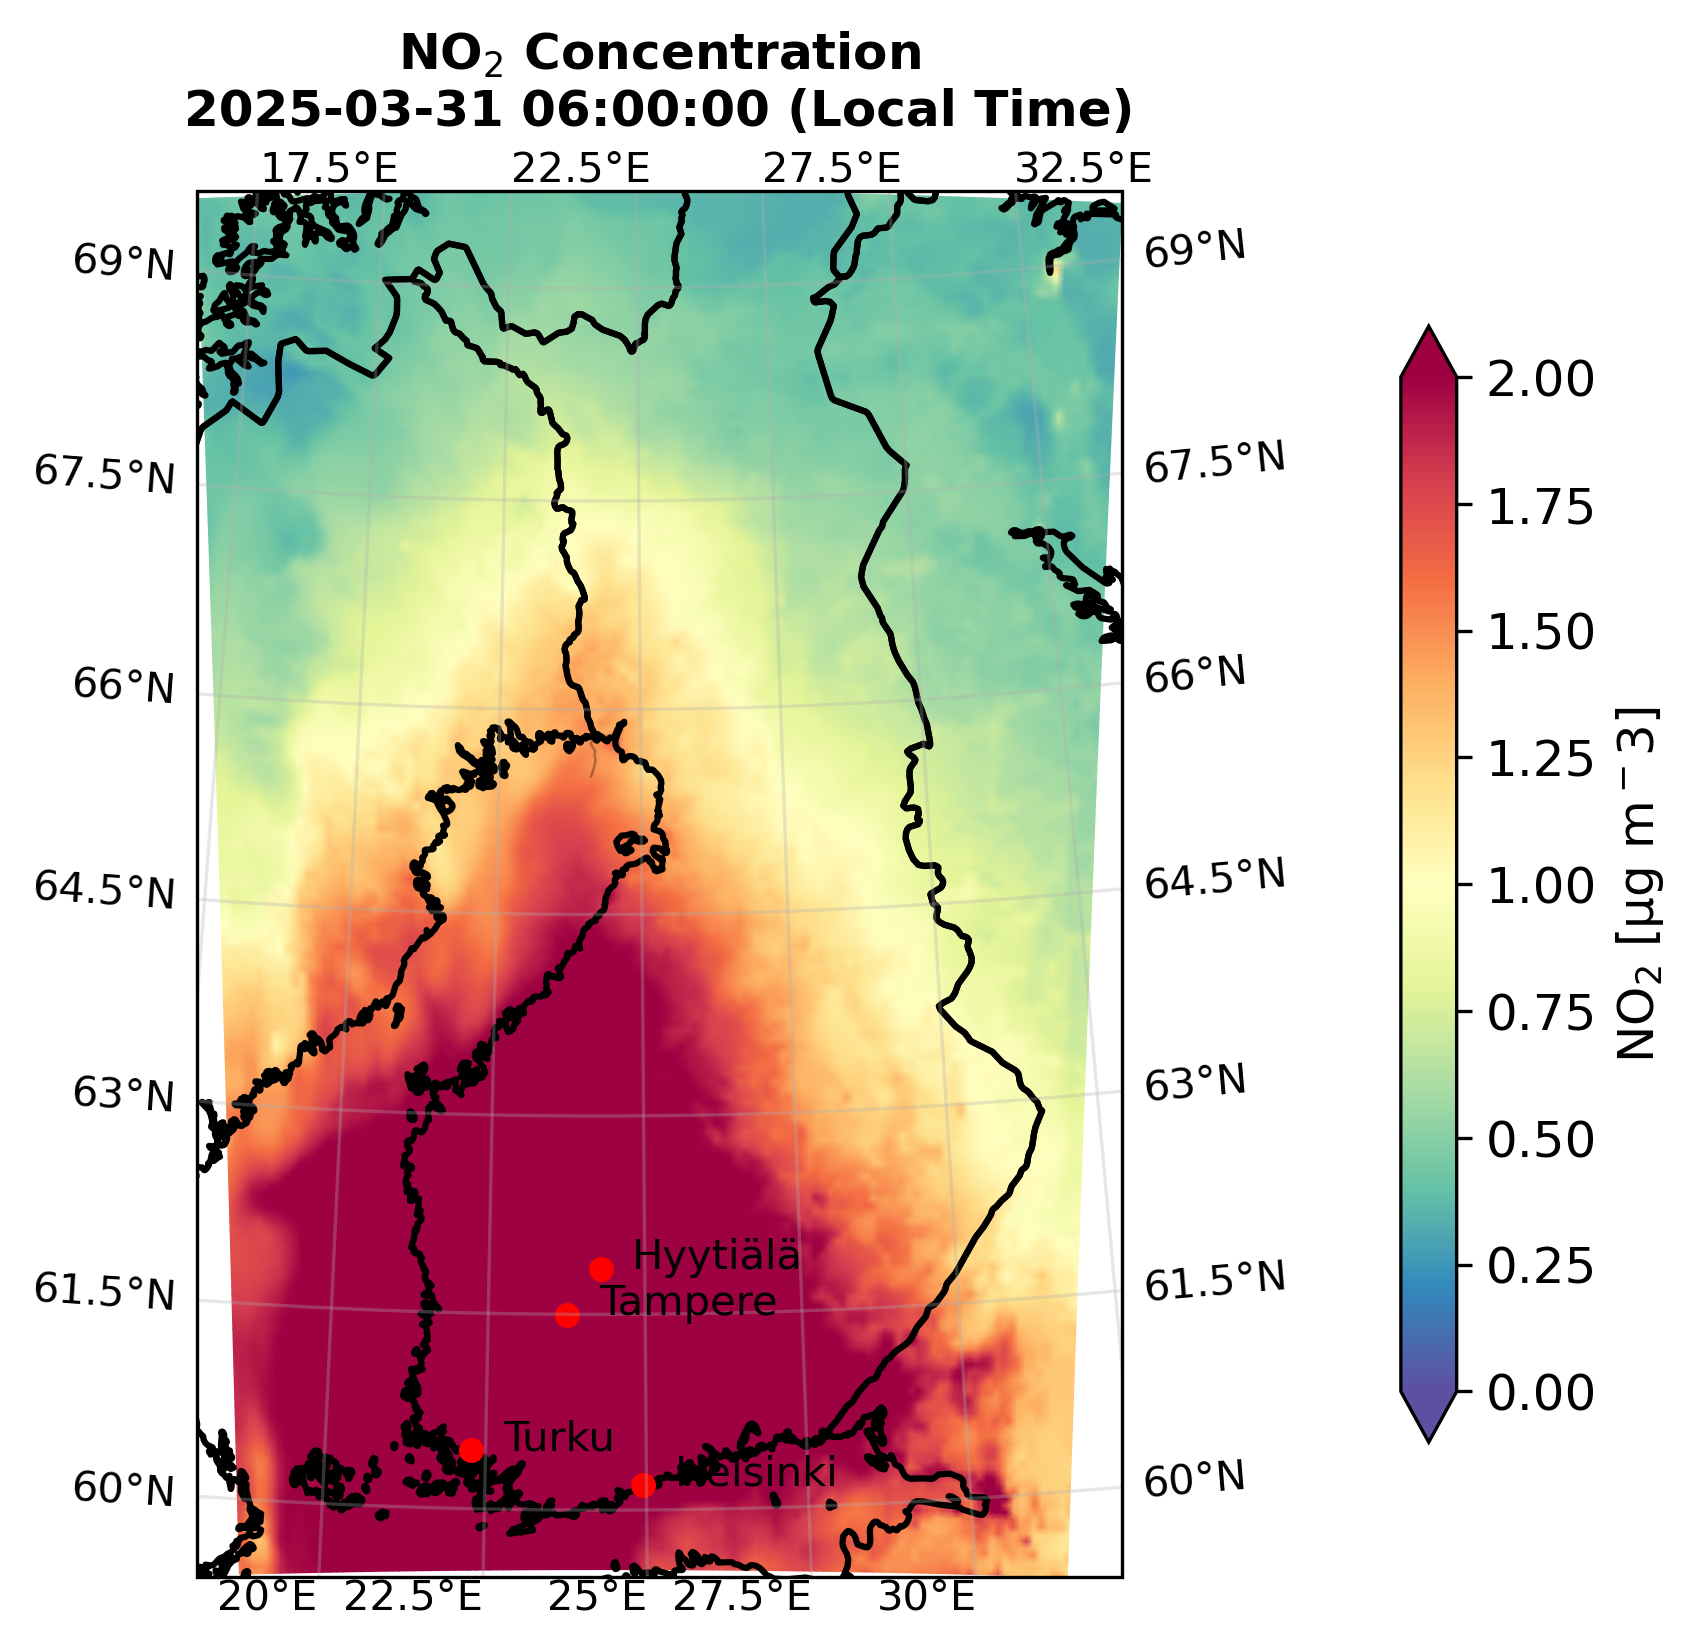 NO₂ Concentration
2025-03-31 06:00:00 (Local Time)
17.5°E 22.5°E 27.5°E 32.5°E
69°N 69°N
67.5°N 67.5°N
66°N 66°N
64.5°N 64.5°N
63°N 63°N
61.5°N 61.5°N
60°N 60°N
Hyytiälä
Tampere
Turku
Helsinki
20°E 22.5°E 25°E 27.5°E 30°E
2.00
1.75
1.50
1.25
1.00
0.75
0.50
0.25
0.00
NO₂ [µg m⁻3]